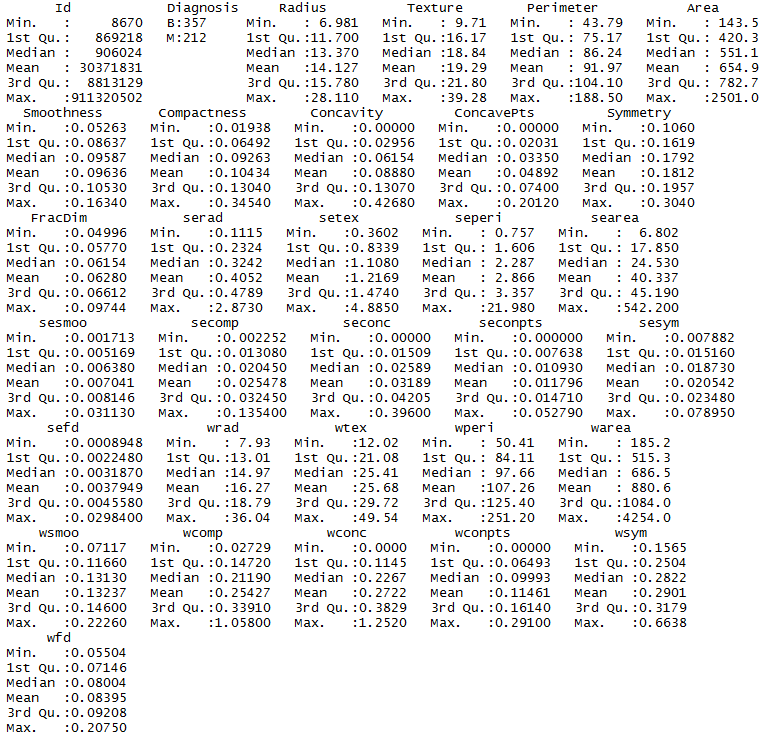 Id Diagnosis Radius Texture Perimeter Area
Min. : 8670 B:357 Min. : 6.981 Min. : 9.71 Min. : 43.79 Min. : 143.5
1st Qu.: 869218 M:212 1st Qu.:11.700 1st Qu.:16.17 1st Qu.: 75.17 1st Qu.: 420.3
Median : 906024 Median :13.370 Median :18.84 Median : 86.24 Median : 551.1
Mean : 30371831 Mean :14.127 Mean :19.29 Mean : 91.97 Mean : 654.9
3rd Qu.: 8813129 3rd Qu.:15.780 3rd Qu.:21.80 3rd Qu.:104.10 3rd Qu.: 782.7
Max. :911320502 Max. :28.110 Max. :39.28 Max. :188.50 Max. :2501.0
Smoothness Compactness Concavity ConcavePts Symmetry
Min. :0.05263 Min. :0.01938 Min. :0.00000 Min. :0.00000 Min. :0.1060
1st Qu.:0.08637 1st Qu.:0.06492 1st Qu.:0.02956 1st Qu.:0.02031 1st Qu.:0.1619
Median :0.09587 Median :0.09263 Median :0.06154 Median :0.03350 Median :0.1792
Mean :0.09636 Mean :0.10434 Mean :0.08880 Mean :0.04892 Mean :0.1812
3rd Qu.:0.10530 3rd Qu.:0.13040 3rd Qu.:0.13070 3rd Qu.:0.07400 3rd Qu.:0.1957
Max. :0.16340 Max. :0.34540 Max. :0.42680 Max. :0.20120 Max. :0.3040
FracDim serad setex seperi searea
Min. :0.04996 Min. :0.1115 Min. :0.3602 Min. : 0.757 Min. : 6.802
1st Qu.:0.05770 1st Qu.:0.2324 1st Qu.:0.8339 1st Qu.: 1.606 1st Qu.: 17.850
Median :0.06154 Median :0.3242 Median :1.1080 Median : 2.287 Median : 24.530
Mean :0.06280 Mean :0.4052 Mean :1.2169 Mean : 2.866 Mean : 40.337
3rd Qu.:0.06612 3rd Qu.:0.4789 3rd Qu.:1.4740 3rd Qu.: 3.357 3rd Qu.: 45.190
Max. :0.09744 Max. :2.8730 Max. :4.8850 Max. :21.980 Max. :542.200
sesmoo secomp seconc seconpts sesym
Min. :0.001713 Min. :0.002252 Min. :0.00000 Min. :0.000000 Min. :0.007882
1st Qu.:0.005169 1st Qu.:0.013080 1st Qu.:0.01509 1st Qu.:0.007638 1st Qu.:0.015160
Median :0.006380 Median :0.020450 Median :0.02589 Median :0.010930 Median :0.018730
Mean :0.007041 Mean :0.025478 Mean :0.03189 Mean :0.011796 Mean :0.020542
3rd Qu.:0.008146 3rd Qu.:0.032450 3rd Qu.:0.04205 3rd Qu.:0.014710 3rd Qu.:0.023480
Max. :0.031130 Max. :0.135400 Max. :0.39600 Max. :0.052790 Max. :0.078950
sefd wrad wtex wperi warea
Min. :0.0008948 Min. : 7.93 Min. :12.02 Min. : 50.41 Min. : 185.2
1st Qu.:0.0022480 1st Qu.:13.01 1st Qu.:21.08 1st Qu.: 84.11 1st Qu.: 515.3
Median :0.0031870 Median :14.97 Median :25.41 Median : 97.66 Median : 686.5
Mean :0.0037949 Mean :16.27 Mean :25.68 Mean :107.26 Mean : 880.6
3rd Qu.:0.0045580 3rd Qu.:18.79 3rd Qu.:29.72 3rd Qu.:125.40 3rd Qu.:1084.0
Max. :0.0298400 Max. :36.04 Max. :49.54 Max. :251.20 Max. :4254.0
wsmoo wcomp wconc wconpts wsym
Min. :0.07117 Min. :0.02729 Min. :0.0000 Min. :0.00000 Min. :0.1565
1st Qu.:0.11660 1st Qu.:0.14720 1st Qu.:0.1145 1st Qu.:0.06493 1st Qu.:0.2504
Median :0.13130 Median :0.21190 Median :0.2267 Median :0.09993 Median :0.2822
Mean :0.13237 Mean :0.25427 Mean :0.2722 Mean :0.11461 Mean :0.2901
3rd Qu.:0.14600 3rd Qu.:0.33910 3rd Qu.:0.3829 3rd Qu.:0.16140 3rd Qu.:0.3179
Max. :0.22260 Max. :1.05800 Max. :1.2520 Max. :0.29100 Max. :0.6638
wfd
Min. :0.05504
1st Qu.:0.07146
Median :0.08004
Mean :0.08395
3rd Qu.:0.09208
Max. :0.20750